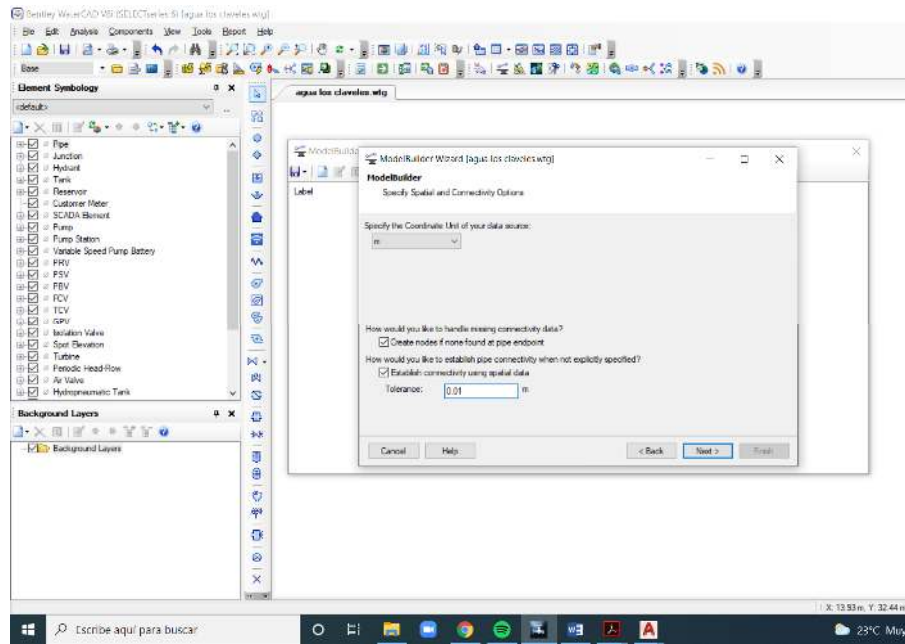 Bentley WaterCAD V8i (SELECTseries 6) [agua los claveles.wtg]
File Edit Analysis Components View Tools Report Help
Base
Element Symbology
<default>
Pipe
Junction
Hydrant
Tank
Reservoir
Customer Meter
SCADA Element
Pump
Pump Station
Variable Speed Pump Battery
PRV
PSV
PBV
FCV
TCV
GPV
Isolation Valve
Spot Elevation
Turbine
Periodic Head-Flow
Air Valve
Hydropneumatic Tank
Background Layers
Background Layers
agua los claveles.wtg
ModelBuilder
Label
ModelBuilder Wizard [agua los claveles.wtg]
ModelBuilder
Specify Spatial and Connectivity Options
Specify the Coordinate Unit of your data source:
m
How would you like to handle missing connectivity data?
Create nodes if none found at pipe endpoint
How would you like to establish pipe connectivity when not explicitly specified?
Establish connectivity using spatial data
Tolerance: 0.01 m
Cancel Help < Back Next > Finish
X: 13.93 m, Y: 32.44 m
Escribe aquí para buscar
23°C Muy